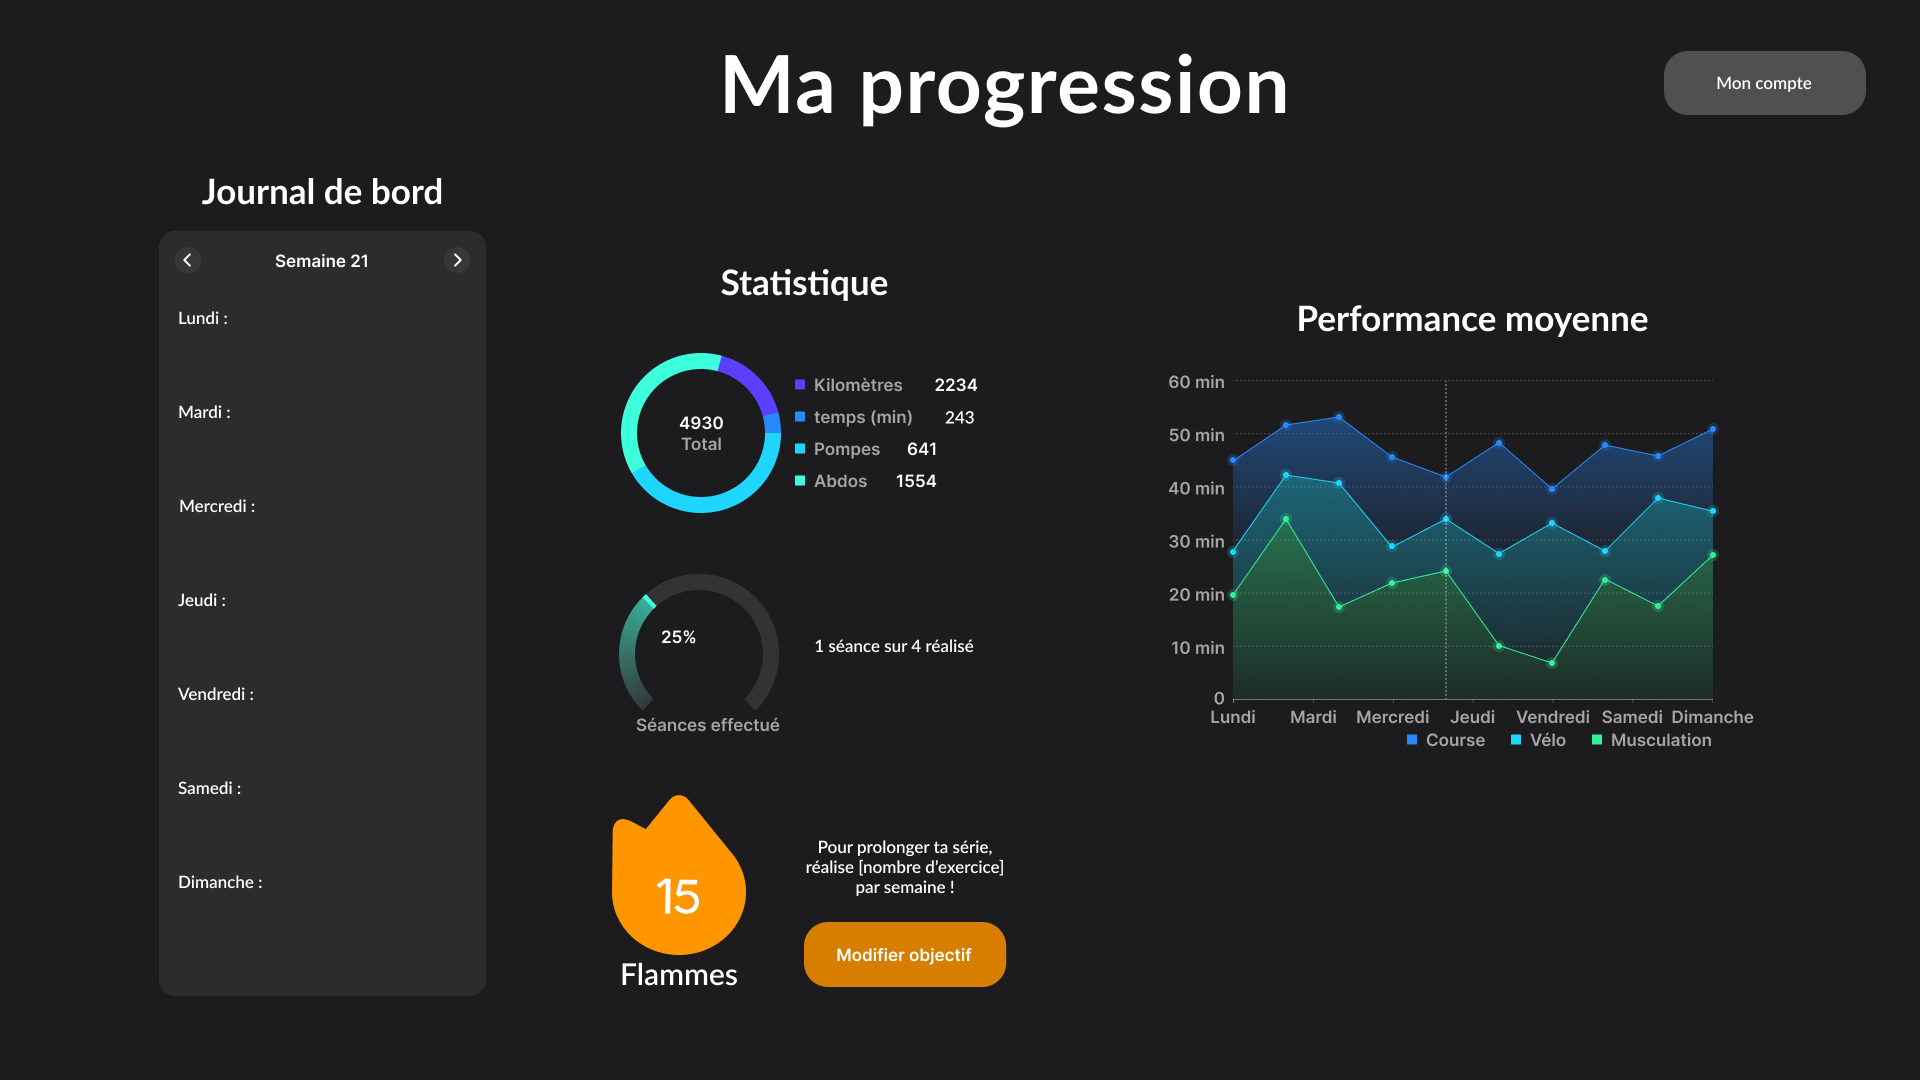 Ma progression
Mon compte
Journal de bord
Semaine 21
Lundi :
Mardi :
Mercredi :
Jeudi :
Vendredi :
Samedi :
Dimanche :
Statistique
4930
Total
Kilomètres 2234
temps (min) 243
Pompes 641
Abdos 1554
25%
Séances effectué
1 séance sur 4 réalisé
15
Flammes
Pour prolonger ta série,
réalise [nombre d'exercice]
par semaine !
Modifier objectif
Performance moyenne
60 min
50 min
40 min
30 min
20 min
10 min
0
Lundi Mardi Mercredi Jeudi Vendredi Samedi Dimanche
Course Vélo Musculation